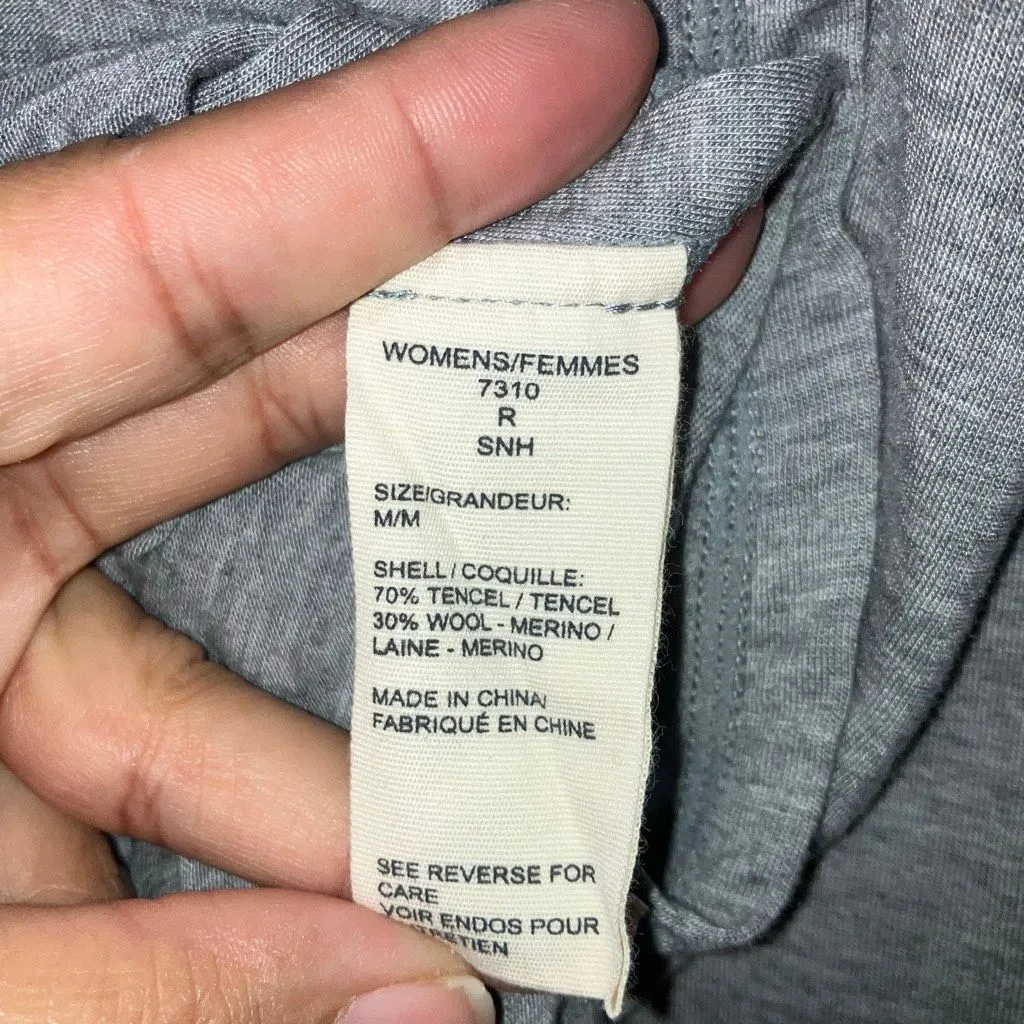 WOMENS/FEMMES
7310
R
SNH
SIZE/GRANDEUR:
M/M
SHELL / COQUILLE:
70% TENCEL / TENCEL
30% WOOL - MERINO /
LAINE - MERINO
MADE IN CHINA/
FABRIQUÉ EN CHINE
SEE REVERSE FOR
CARE
VOIR ENDOS POUR